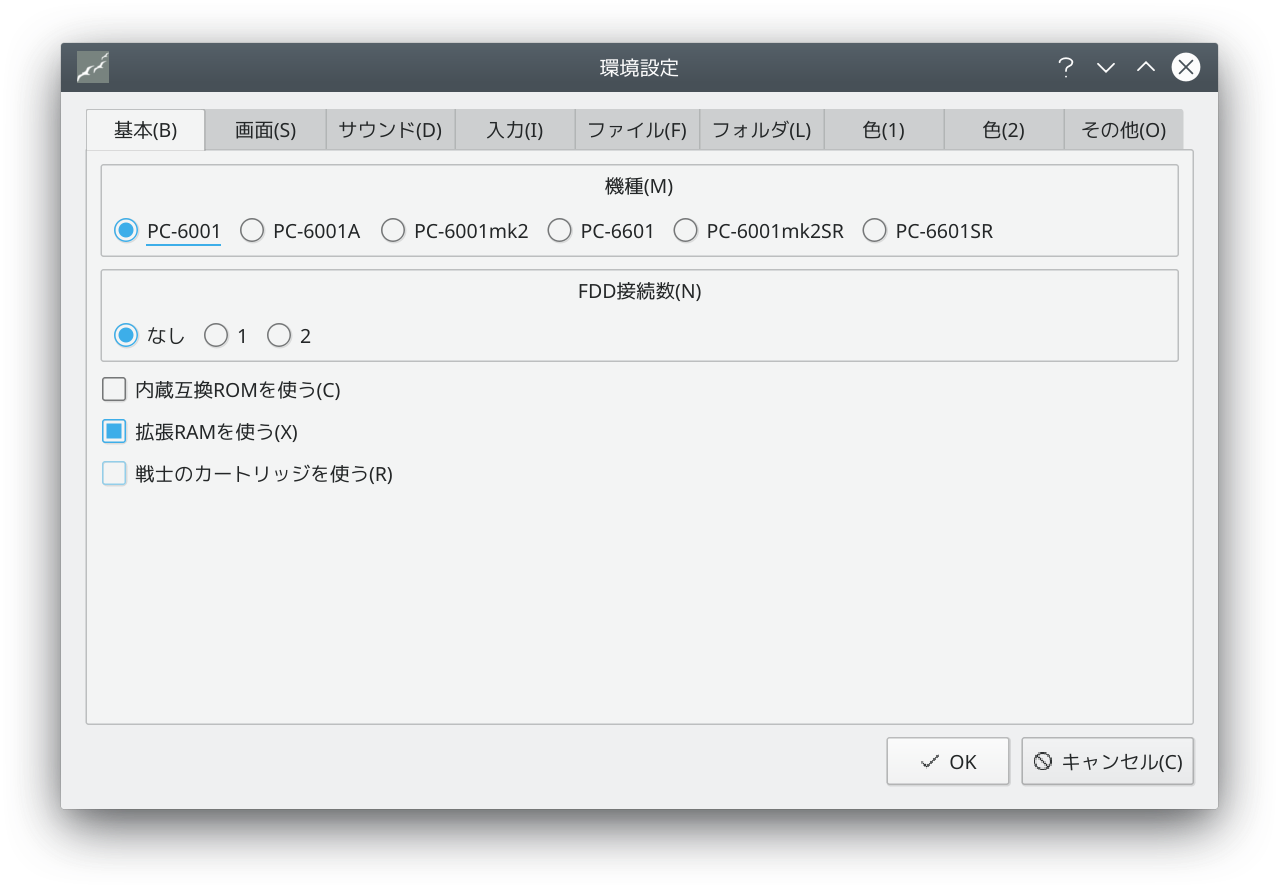 環境設定
基本(B) 画面(S) サウンド(D) 入力(I) ファイル(F) フォルダ(L) 色(1) 色(2) その他(O)
機種(M)
PC-6001 PC-6001A PC-6001mk2 PC-6601 PC-6001mk2SR PC-6601SR
FDD接続数(N)
なし 1 2
内蔵互換ROMを使う(C)
拡張RAMを使う(X)
戦士のカートリッジを使う(R)
OK キャンセル(C)